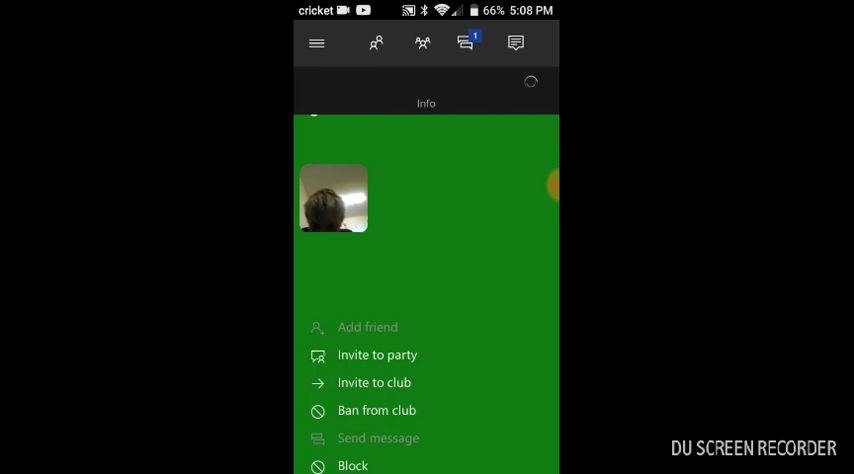 cricket 66% 5:08 PM
1
Info
Add friend
Invite to party
Invite to club
Ban from club
Send message
Block
DU SCREEN RECORDER